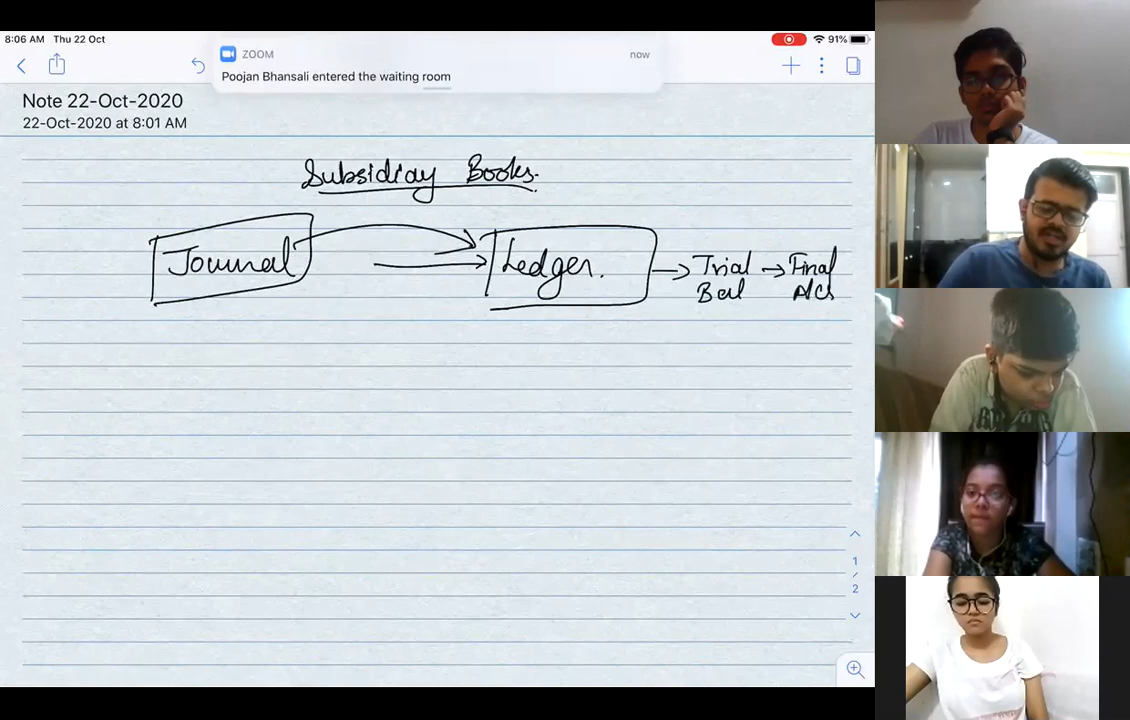 8:06 AM Thu 22 Oct
91%
ZOOM
now
Poojan Bhansali entered the waiting room
Note 22-Oct-2020
22-Oct-2020 at 8:01 AM
Subsidiay Books.
Journal
Ledger.
Trial
Bal
Final
A/cs
1
/
2